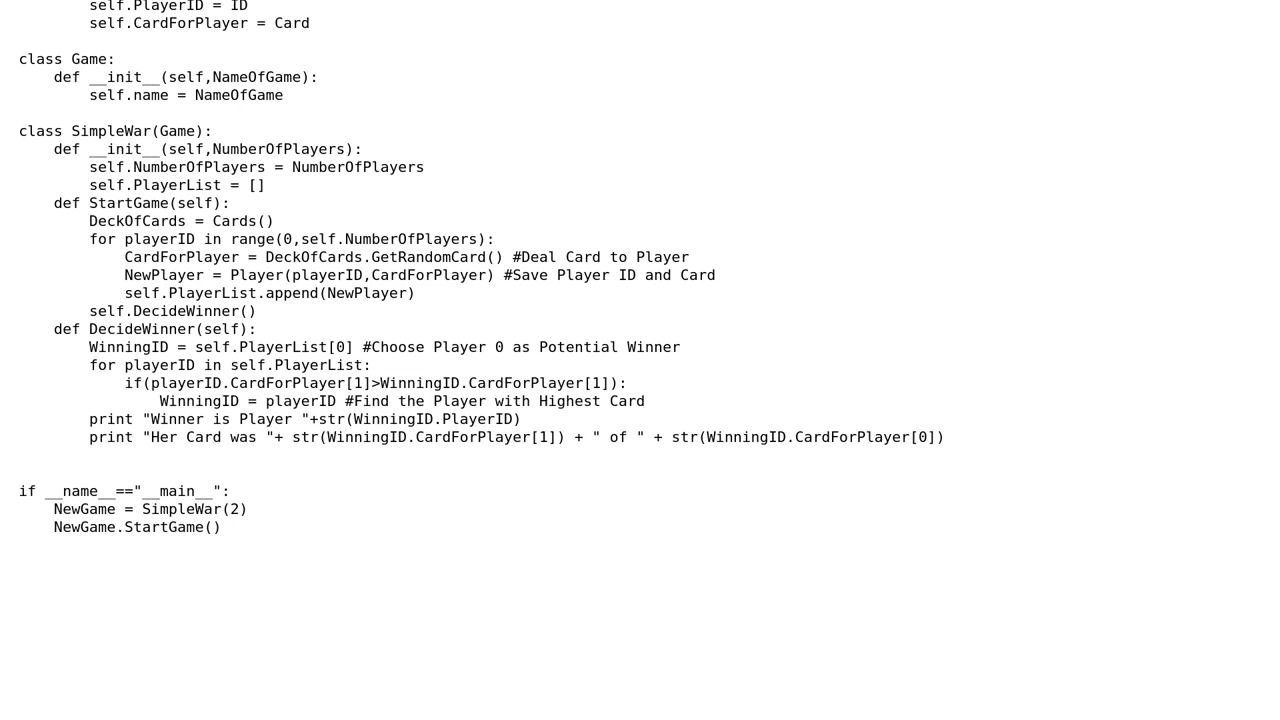 self.PlayerID = ID
        self.CardForPlayer = Card

class Game:
    def __init__(self,NameOfGame):
        self.name = NameOfGame

class SimpleWar(Game):
    def __init__(self,NumberOfPlayers):
        self.NumberOfPlayers = NumberOfPlayers
        self.PlayerList = []
    def StartGame(self):
        DeckOfCards = Cards()
        for playerID in range(0,self.NumberOfPlayers):
            CardForPlayer = DeckOfCards.GetRandomCard() #Deal Card to Player
            NewPlayer = Player(playerID,CardForPlayer) #Save Player ID and Card
            self.PlayerList.append(NewPlayer)
        self.DecideWinner()
    def DecideWinner(self):
        WinningID = self.PlayerList[0] #Choose Player 0 as Potential Winner
        for playerID in self.PlayerList:
            if(playerID.CardForPlayer[1]>WinningID.CardForPlayer[1]):
                WinningID = playerID #Find the Player with Highest Card
        print "Winner is Player "+str(WinningID.PlayerID)
        print "Her Card was "+ str(WinningID.CardForPlayer[1]) + " of " + str(WinningID.CardForPlayer[0])


if __name__=="__main__":
    NewGame = SimpleWar(2)
    NewGame.StartGame()